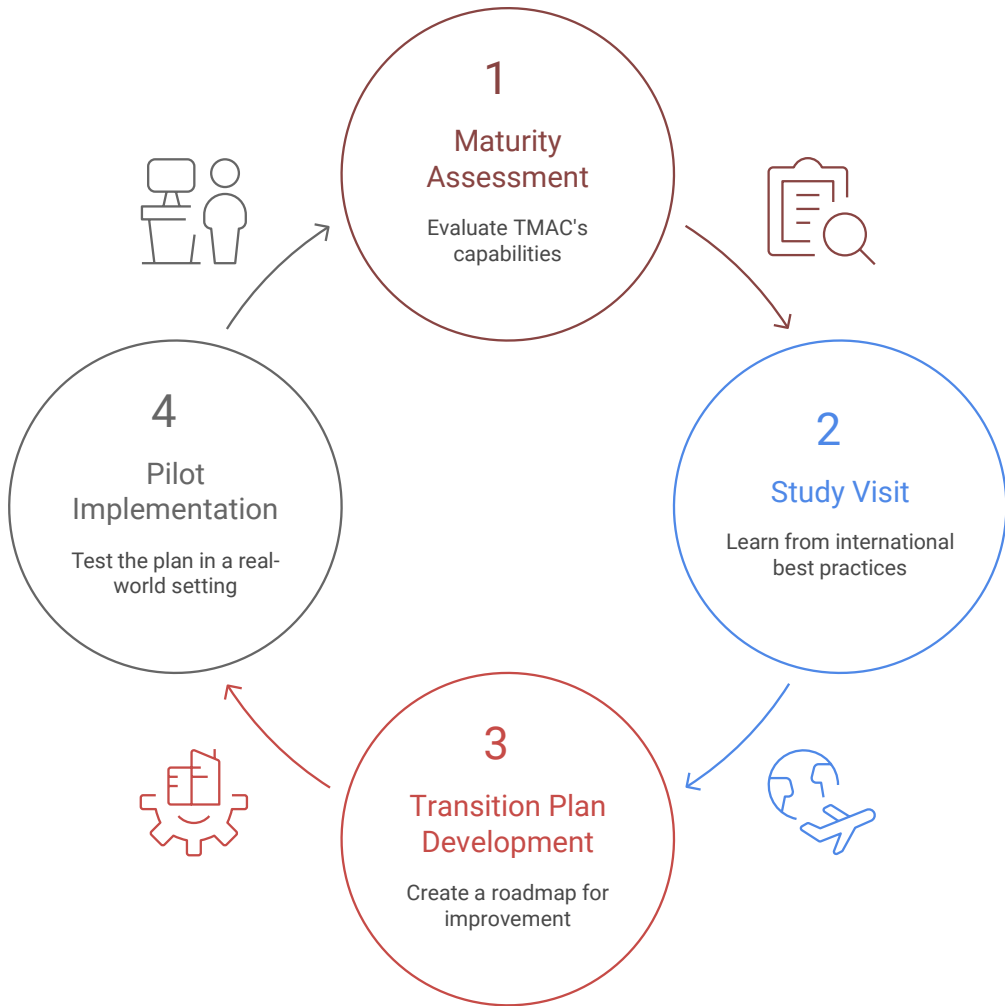 1
Maturity
Assessment
Evaluate TMAC's
capabilities
2
Study Visit
Learn from international
best practices
3
Transition Plan
Development
Create a roadmap for
improvement
4
Pilot
Implementation
Test the plan in a real-
world setting